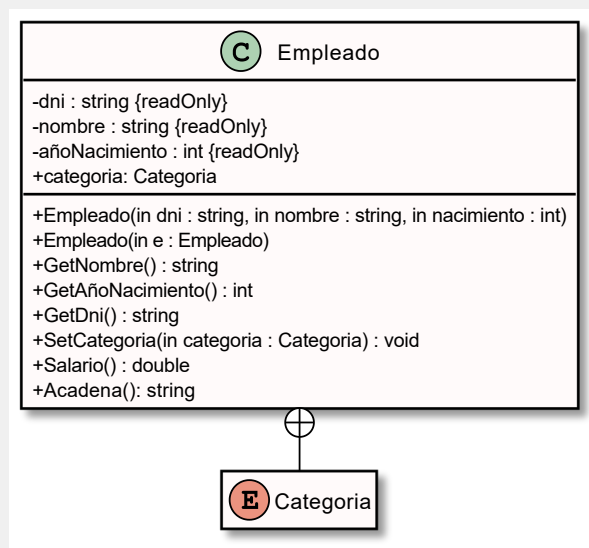 C Empleado
-dni : string {readOnly}
-nombre : string {readOnly}
-añoNacimiento : int {readOnly}
+categoria: Categoria
+Empleado(in dni : string, in nombre : string, in nacimiento : int)
+Empleado(in e : Empleado)
+GetNombre() : string
+GetAñoNacimiento() : int
+GetDni() : string
+SetCategoria(in categoria : Categoria) : void
+Salario() : double
+Acadena(): string
E Categoria